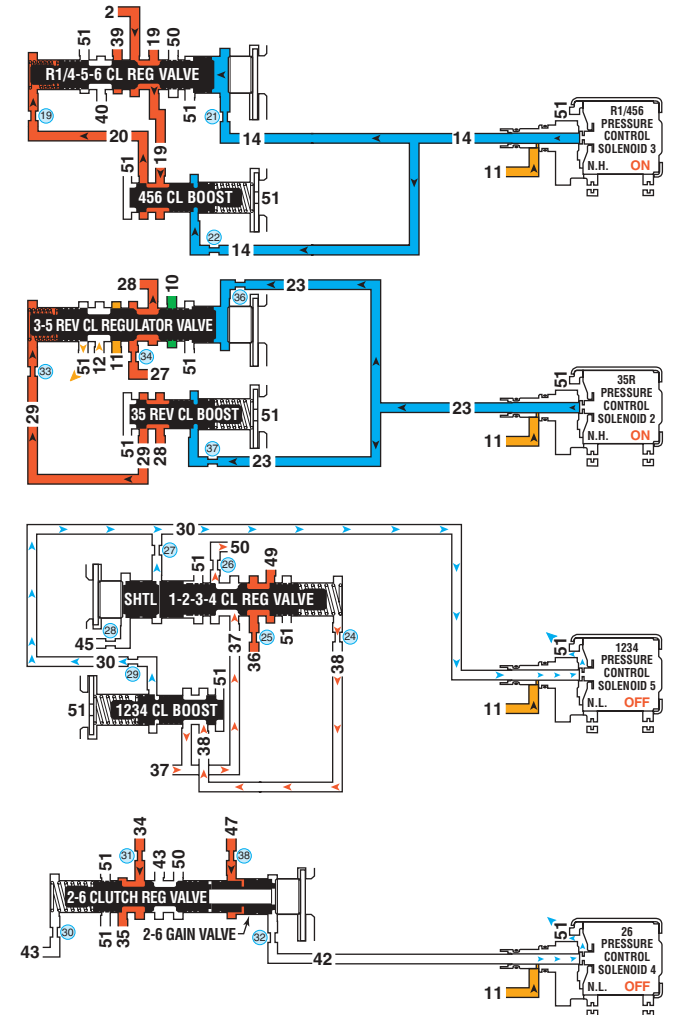 2
51
39
19
50
R1/4-5-6 CL REG VALVE
40
51
19
21
20
19
14
14
51
R1/456
PRESSURE
CONTROL
SOLENOID 3
N.H. ON
11
51
456 CL BOOST
51
22
14
28
10
36
23
3-5 REV CL REGULATOR VALVE
51
12
11
34
27
51
33
29
35 REV CL BOOST
51
51
29
28
37
23
23
51
35R
PRESSURE
CONTROL
SOLENOID 2
N.H. ON
11
30
27
51
26
50
49
SHTL
1-2-3-4 CL REG VALVE
28
45
30
29
37
36
25
51
24
38
51
51
1234 CL BOOST
38
37
51
1234
PRESSURE
CONTROL
SOLENOID 5
N.L. OFF
11
34
47
31
51
43
50
38
2-6 CLUTCH REG VALVE
30
43
51
35
2-6 GAIN VALVE
32
42
51
26
PRESSURE
CONTROL
SOLENOID 4
N.L. OFF
11